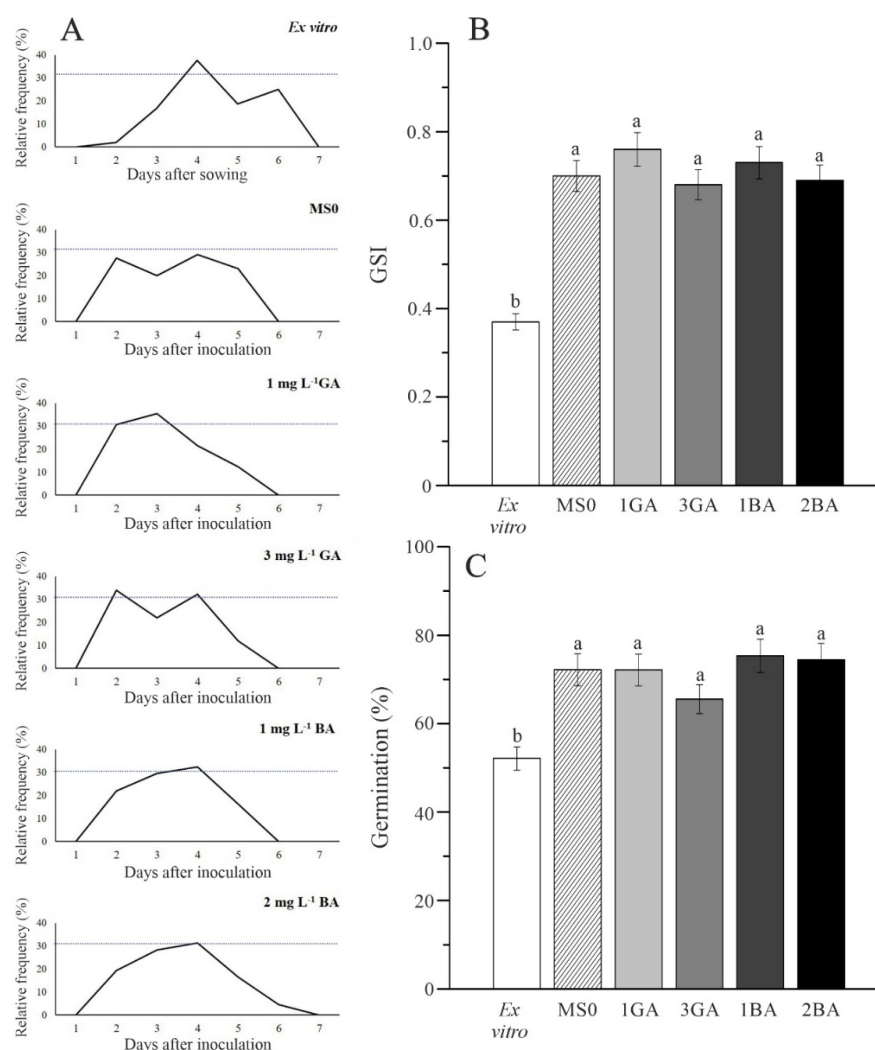 A
Ex vitro
Relative frequency (%)
40
30
20
10
0
1 2 3 4 5 6 7
Days after sowing
MS0
Relative frequency (%)
40
30
20
10
0
1 2 3 4 5 6 7
Days after inoculation
1 mg L⁻¹GA
Relative frequency (%)
40
30
20
10
0
1 2 3 4 5 6 7
Days after inoculation
3 mg L⁻¹ GA
Relative frequency (%)
40
30
20
10
0
1 2 3 4 5 6 7
Days after inoculation
1 mg L⁻¹ BA
Relative frequency (%)
40
30
20
10
0
1 2 3 4 5 6 7
Days after inoculation
2 mg L⁻¹ BA
Relative frequency (%)
40
30
20
10
0
1 2 3 4 5 6 7
Days after inoculation
B
GSI
1.0
0.8
0.6
0.4
0.2
0
b a a a a a
Ex MS0 1GA 3GA 1BA 2BA
vitro
C
Germination (%)
100
80
60
40
20
0
b a a a a a
Ex MS0 1GA 3GA 1BA 2BA
vitro